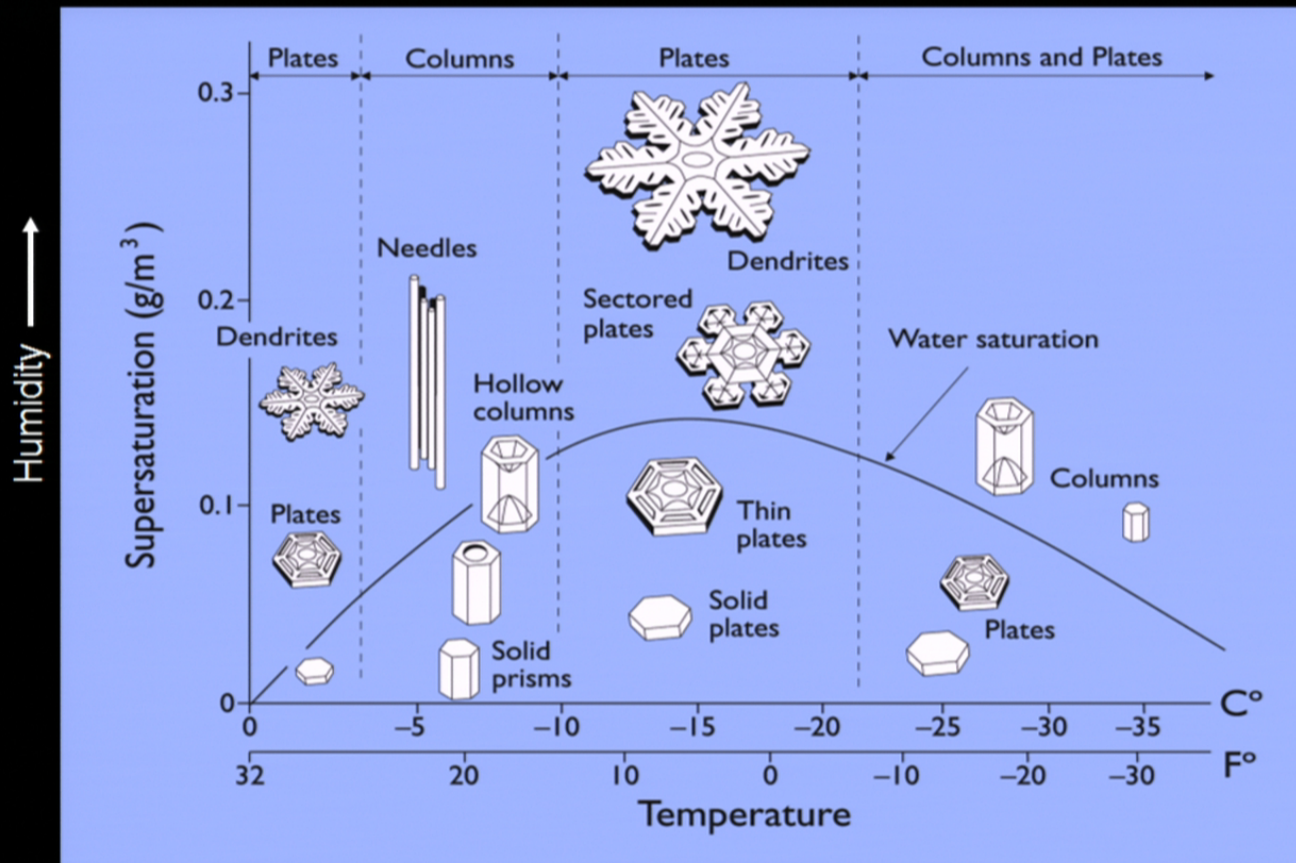 Plates
Columns
Plates
Columns and Plates
0.3
Needles
Dendrites
Sectored
plates
0.2
Dendrites
Water saturation
Hollow
columns
Columns
0.1
Plates
Thin
plates
Solid
plates
Plates
Solid
prisms
0
0 –5 –10 –15 –20 –25 –30 –35 C°
32 20 10 0 –10 –20 –30 F°
Temperature
Supersaturation (g/m³)
Humidity